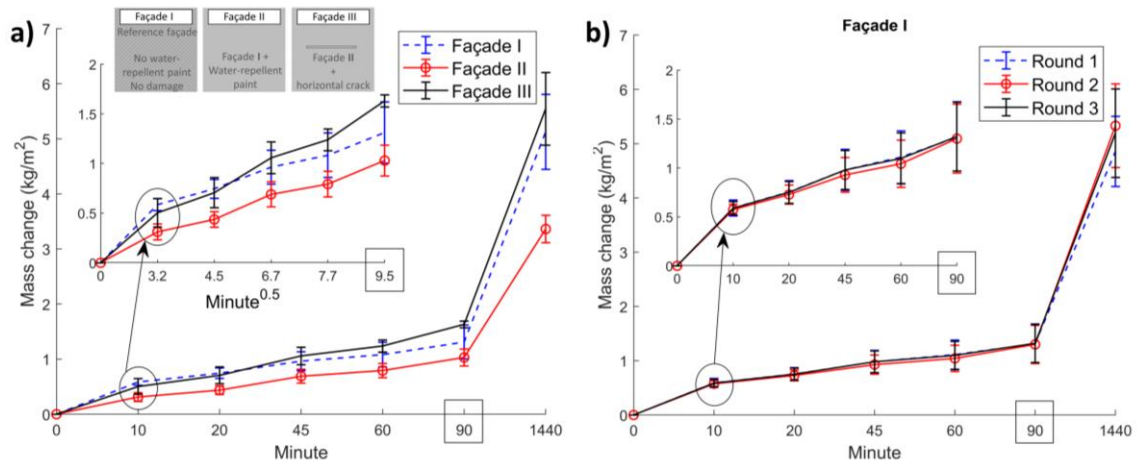 a)
Façade I
Façade II
Façade III
Reference façade
No water-
repellent paint
No damage
Façade I +
Water-repellent
paint
Façade II
+
horizontal crack
Façade I
Façade II
Façade III
Mass change (kg/m²)
7
6
5
4
3
2
1
0
2
1.5
1
0.5
0
0
3.2
4.5
6.7
7.7
9.5
Minute^0.5
0
10
20
45
60
90
1440
Minute
b)
Façade I
Round 1
Round 2
Round 3
Mass change (kg/m²)
7
6
5
4
3
2
1
0
2
1.5
1
0.5
0
0
10
20
45
60
90
0
10
20
45
60
90
1440
Minute